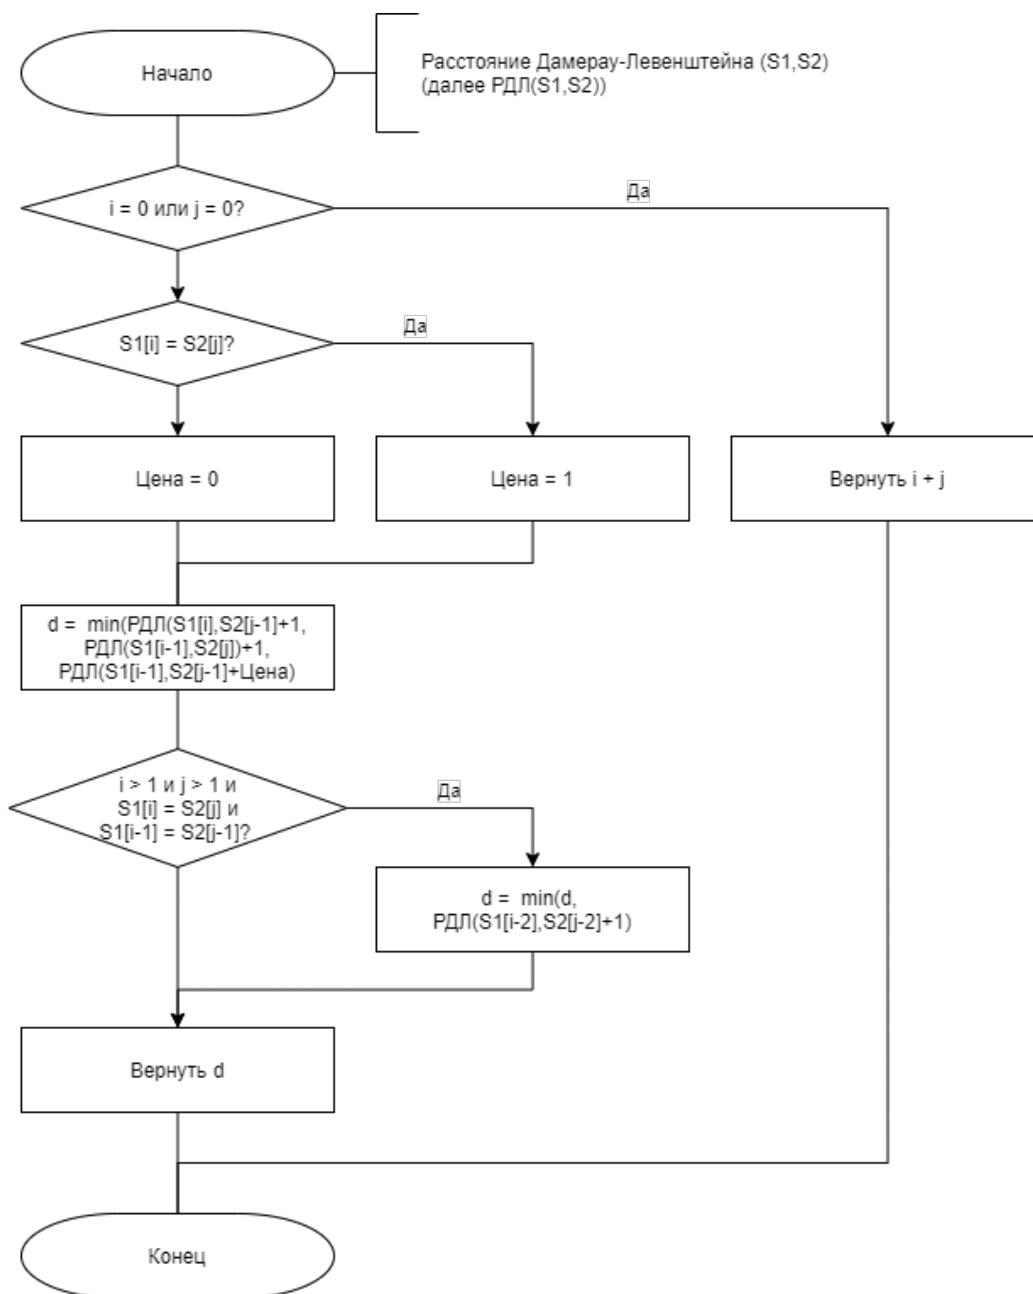 Начало
Расстояние Дамерау-Левенштейна (S1,S2)
(далее РДЛ(S1,S2))
i = 0 или j = 0?
Да
S1[i] = S2[j]?
Да
Цена = 0
Цена = 1
Вернуть i + j
d = min(РДЛ(S1[i],S2[j-1]+1,
РДЛ(S1[i-1],S2[j])+1,
РДЛ(S1[i-1],S2[j-1]+Цена)
i > 1 и j > 1 и
S1[i] = S2[j] и
S1[i-1] = S2[j-1]?
Да
d = min(d,
РДЛ(S1[i-2],S2[j-2]+1)
Вернуть d
Конец